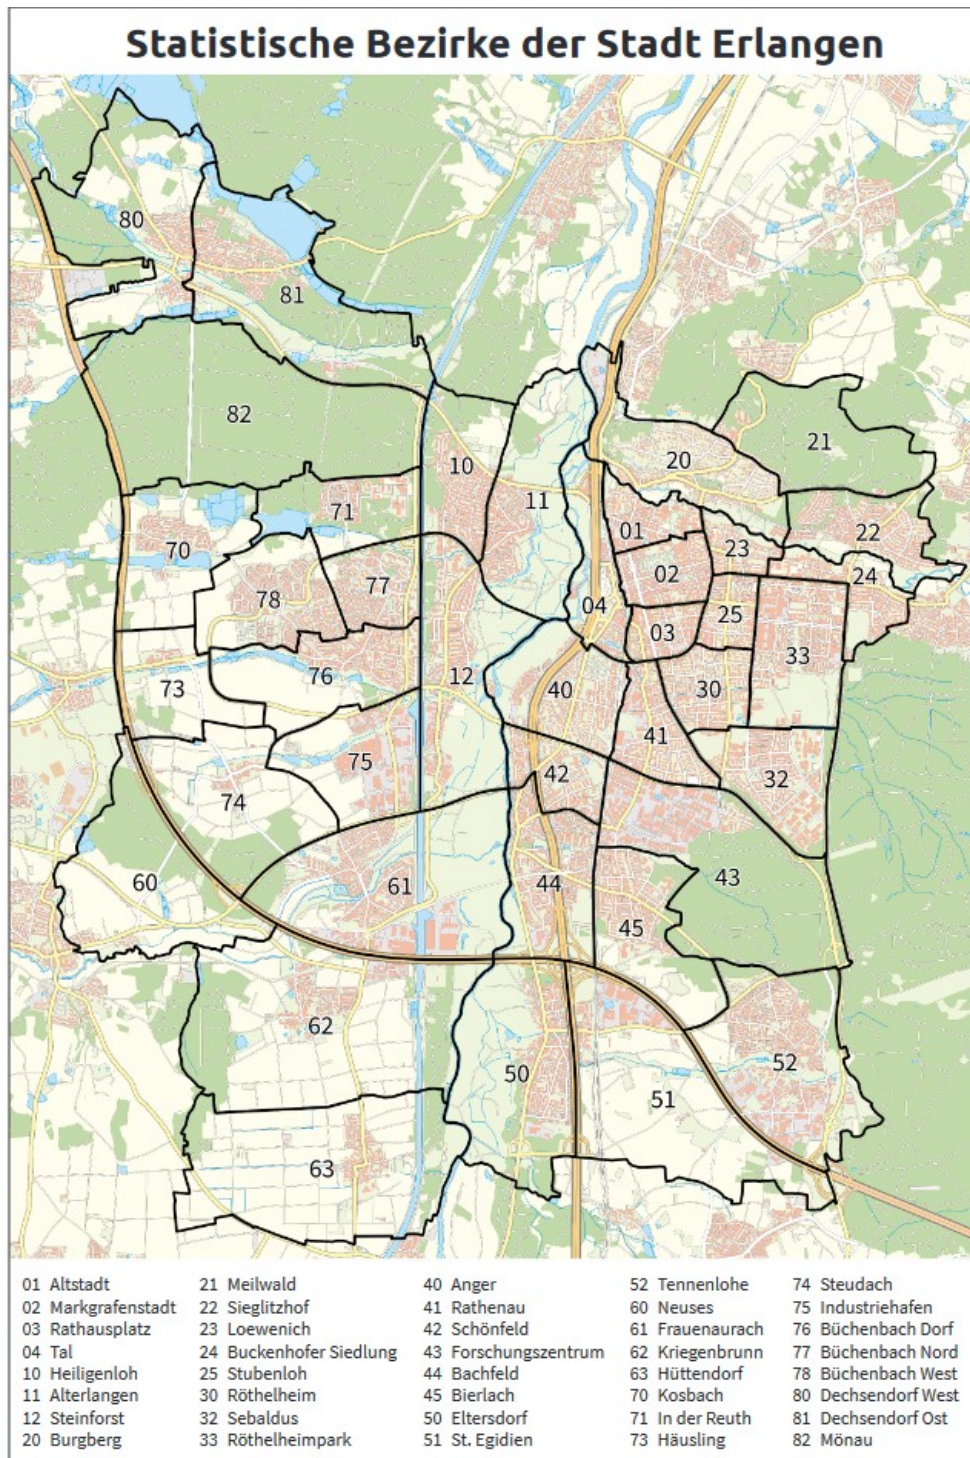 Statistische Bezirke der Stadt Erlangen
80
81
82
21
20
10
11
71
01
22
70
23
02
24
78
77
04
25
03
33
76
12
73
40
30
41
75
42
32
74
60
61
44
43
45
62
50
52
51
63
01 Altstadt
02 Markgrafenstadt
03 Rathausplatz
04 Tal
10 Heiligenloh
11 Alterlangen
12 Steinforst
20 Burgberg
21 Meilwald
22 Sieglitzhof
23 Loewenich
24 Buckenhofer Siedlung
25 Stubenloh
30 Röthelheim
32 Sebaldus
33 Röthelheimpark
40 Anger
41 Rathenau
42 Schönfeld
43 Forschungszentrum
44 Bachfeld
45 Bierlach
50 Eltersdorf
51 St. Egidien
52 Tennenlohe
60 Neuses
61 Frauenaurach
62 Kriegenbrunn
63 Hüttendorf
70 Kosbach
71 In der Reuth
73 Häusling
74 Steudach
75 Industriehafen
76 Büchenbach Dorf
77 Büchenbach Nord
78 Büchenbach West
80 Dechsendorf West
81 Dechsendorf Ost
82 Mönau